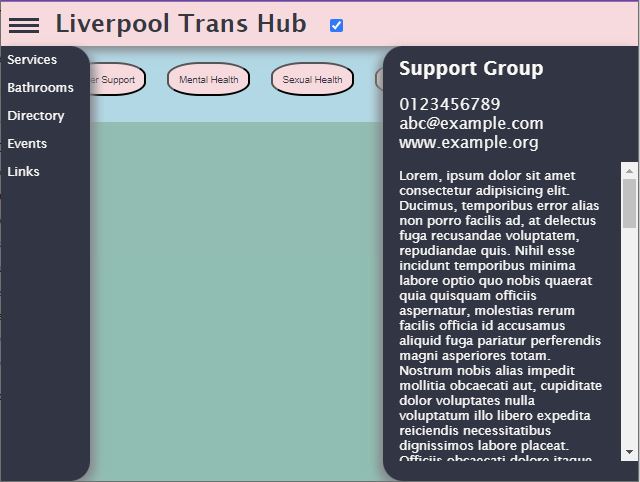 Liverpool Trans Hub
Services
Bathrooms
Directory
Events
Links
Support
Mental Health
Sexual Health
Support Group
0123456789
abc@example.com
www.example.org
Lorem, ipsum dolor sit amet
consectetur adipisicing elit.
Ducimus, temporibus error alias
non porro facilis ad, at delectus
fuga recusandae voluptatem,
repudiandae quis. Nihil esse
incidunt temporibus minima
labore optio quo nobis quaerat
quia quisquam officiis
aspernatur, molestias rerum
facilis officia id accusamus
aliquid fuga pariatur perferendis
magni asperiores totam.
Nostrum nobis alias impedit
mollitia obcaecati aut, cupiditate
dolor voluptates nulla
voluptatum illo libero expedita
reiciendis necessitatibus
dignissimos labore placeat.
Officiis obcaecati dolore itaque